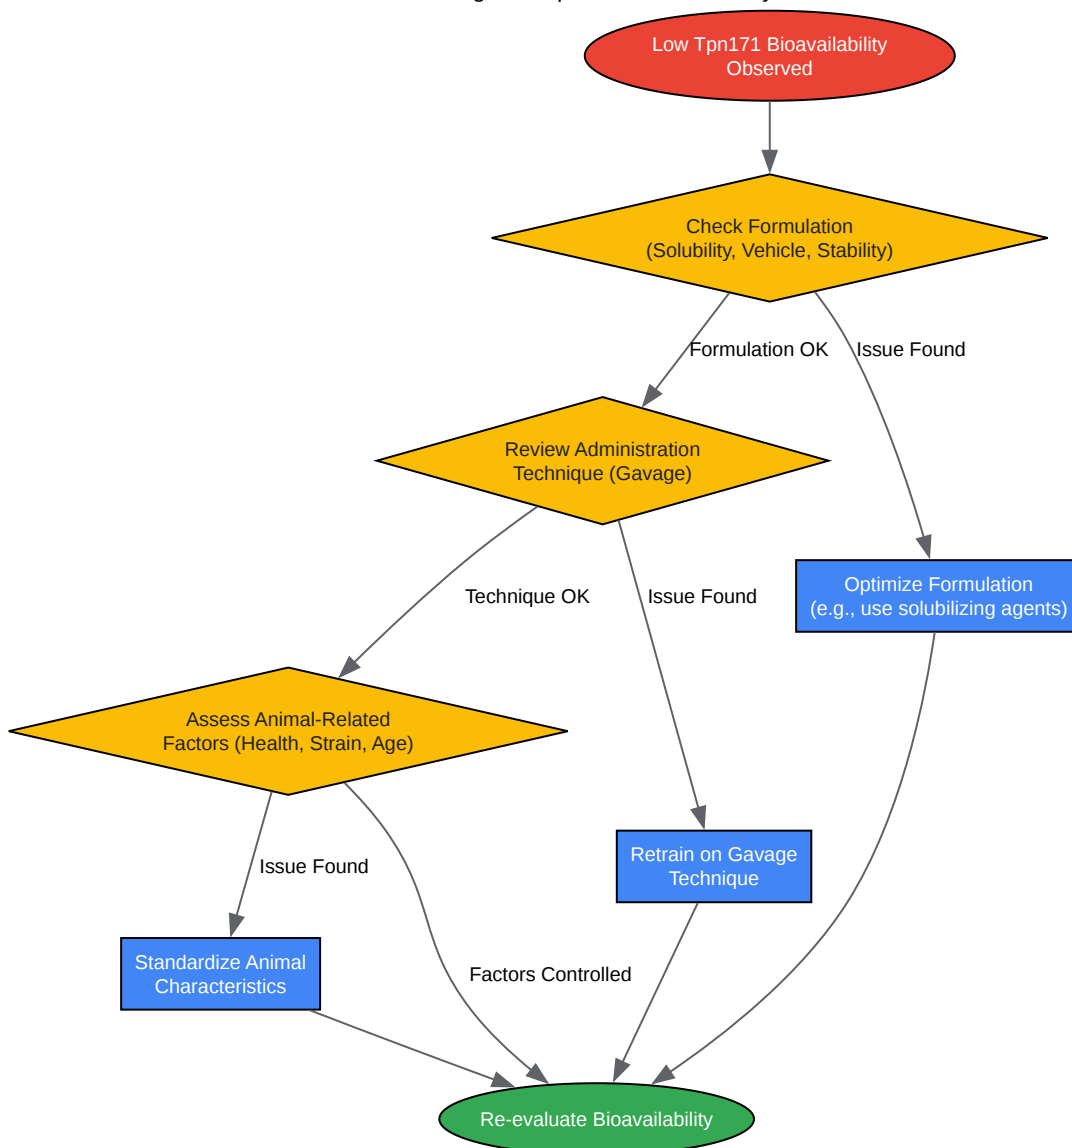 Low Tpn171 Bioavailability
Observed
Check Formulation
(Solubility, Vehicle, Stability)
Formulation OK
Issue Found
Review Administration
Technique (Gavage)
Technique OK
Issue Found
Optimize Formulation
(e.g., use solubilizing agents)
Assess Animal-Related
Factors (Health, Strain, Age)
Issue Found
Retrain on Gavage
Technique
Standardize Animal
Characteristics
Factors Controlled
Re-evaluate Bioavailability